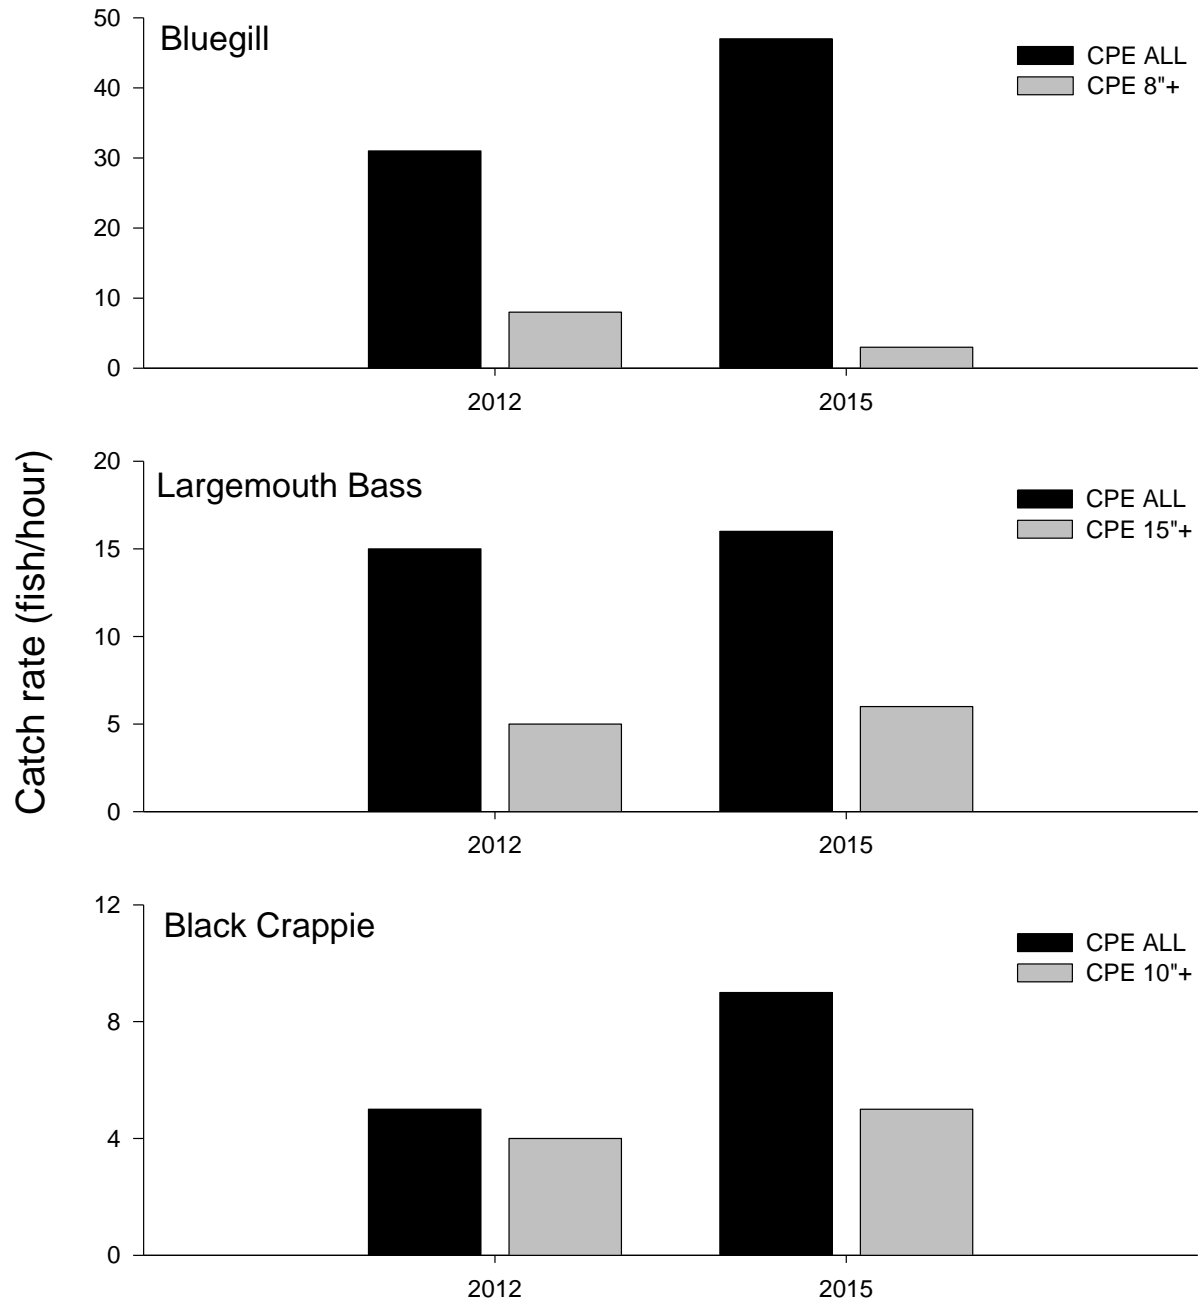 Catch rate (fish/hour)
Bluegill
CPE ALL
CPE 8"+
50
40
30
20
10
0
2012 2015
Largemouth Bass
CPE ALL
CPE 15"+
20
15
10
5
0
2012 2015
Black Crappie
CPE ALL
CPE 10"+
12
8
4
0
2012 2015